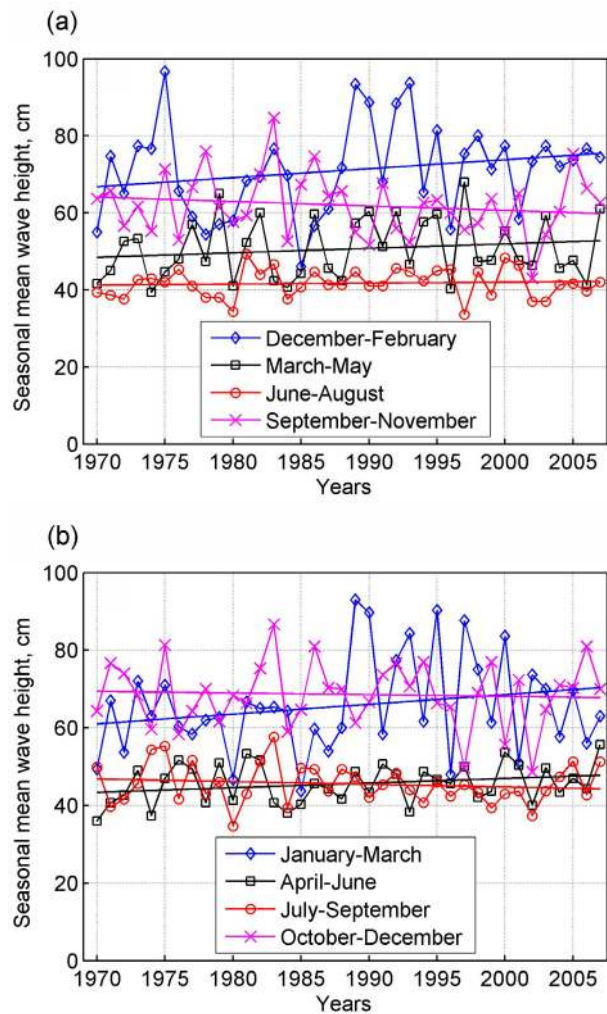 (a)
Seasonal mean wave height, cm
100
80
60
40
20
0
December-February
March-May
June-August
September-November
1970 1975 1980 1985 1990 1995 2000 2005
Years
(b)
Seasonal mean wave height, cm
100
80
60
40
20
0
January-March
April-June
July-September
October-December
1970 1975 1980 1985 1990 1995 2000 2005
Years